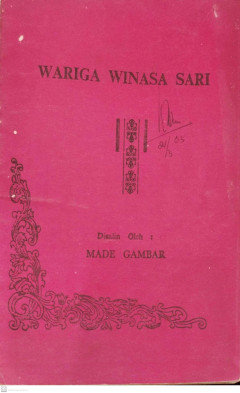 WARIGA WINASA SARI
Disalin Oleh :
MADE GAMBAR